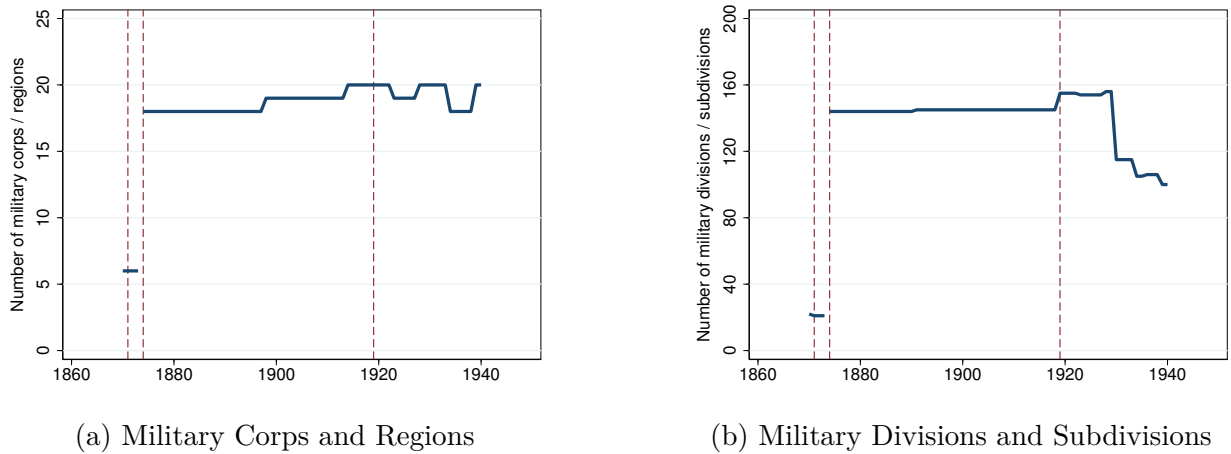 Number of military corps / regions
25
20
15
10
5
0
1860 1880 1900 1920 1940
(a) Military Corps and Regions
Number of military divisions / subdivisions
200
160
120
80
40
0
1860 1880 1900 1920 1940
(b) Military Divisions and Subdivisions